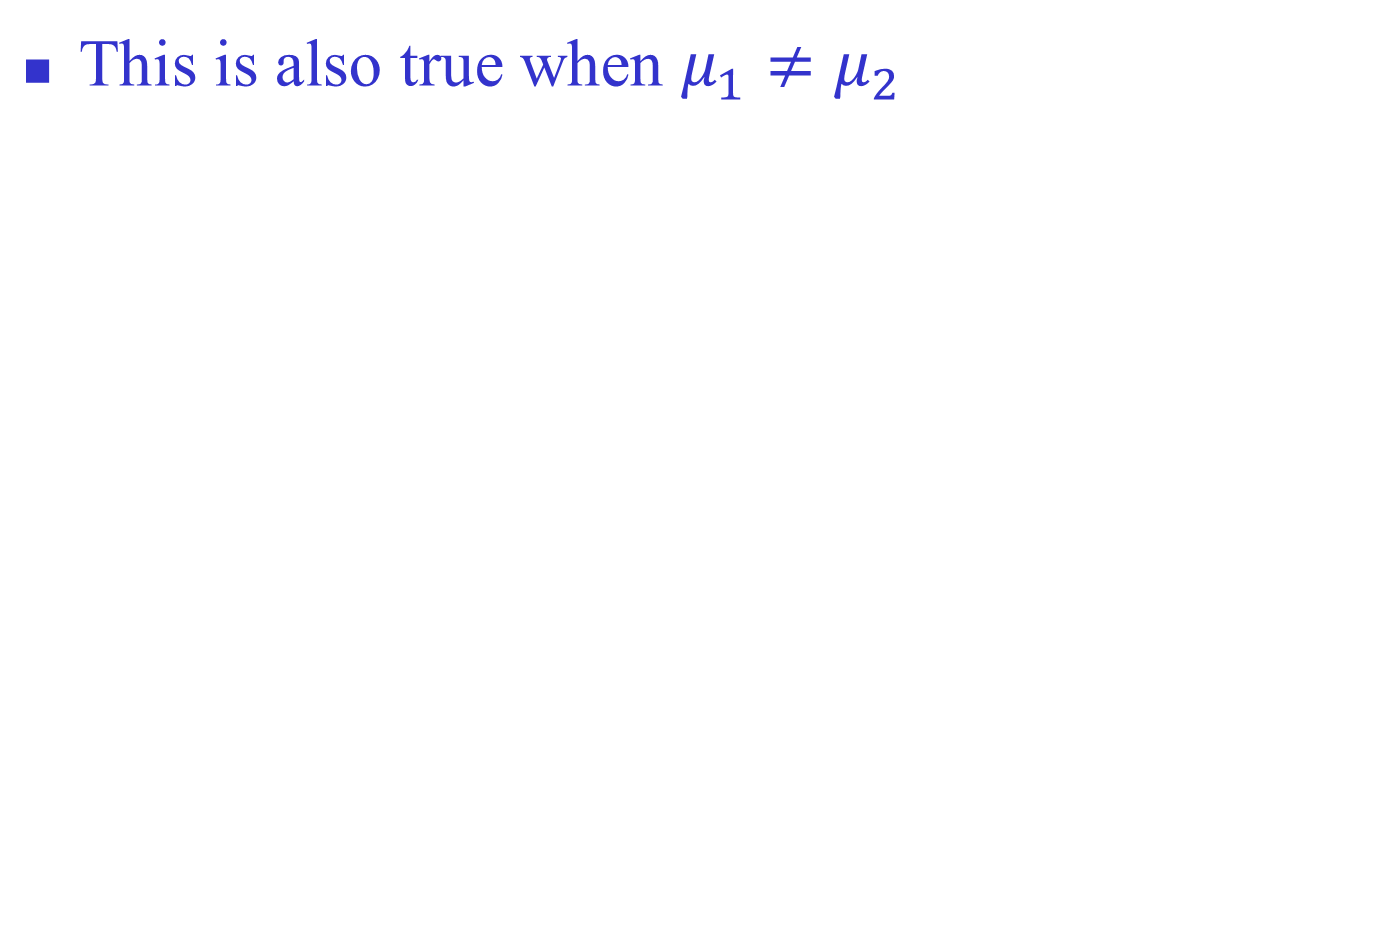 ▪ This is also true when 𝜇₁ ≠ 𝜇₂